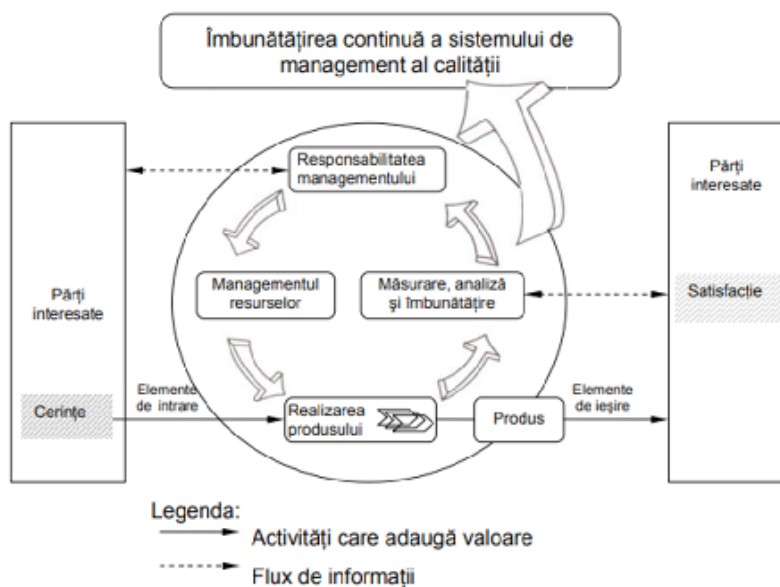 Îmbunătățirea continuă a sistemului de
management al calității
Responsabilitatea
managementului
Părți
interesate
Managementul
resurselor
Măsurare, analiză
și îmbunătățire
Satisfacție
Părți
interesate
Cerințe
Elemente
de intrare
Realizarea
produsului
Produs
Elemente
de ieșire
Legenda:
Activități care adaugă valoare
Flux de informații